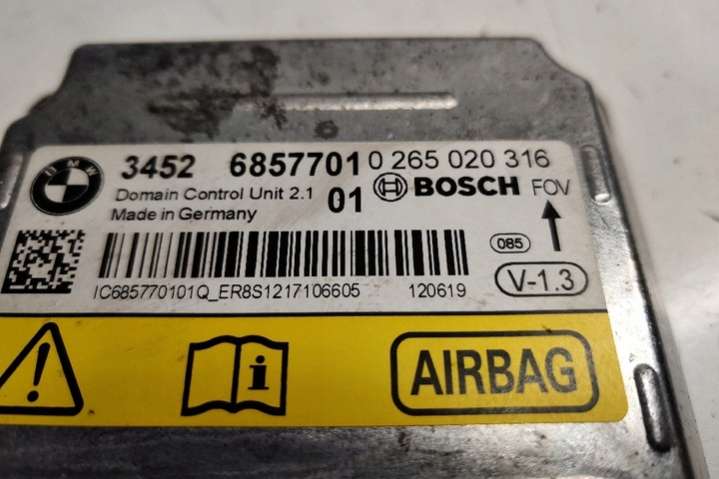 BMW 3452 6857701 0 265 020 316
Domain Control Unit 2.1 01 BOSCH FOV
Made in Germany
085
IC685770101Q_ER8S1217106605 120619 V-1.3
AIRBAG